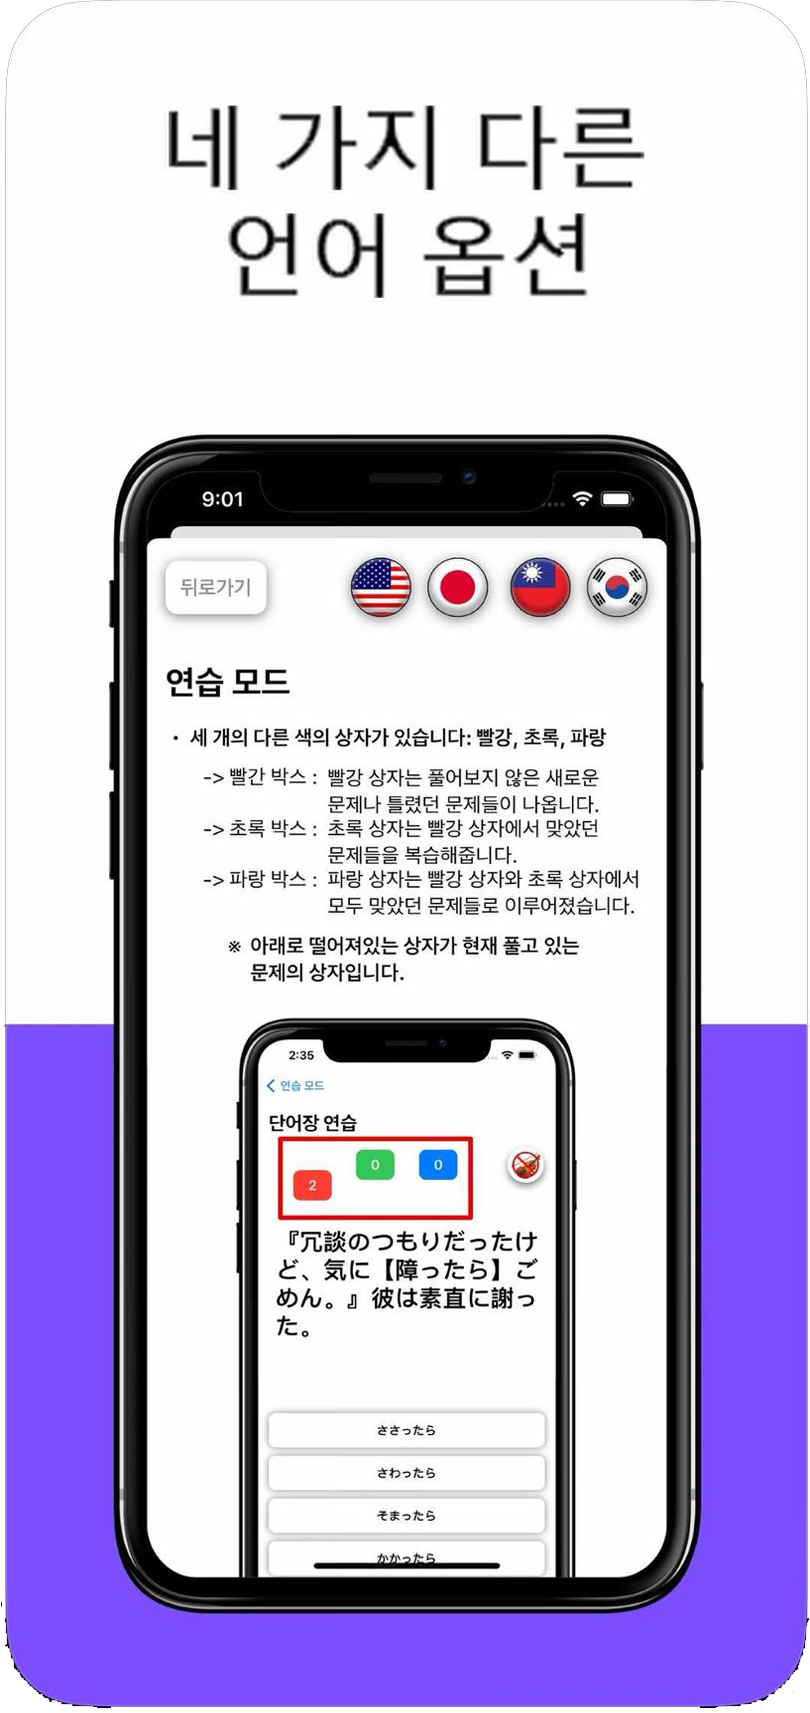 네 가지 다른
언어 옵션
9:01
뒤로가기
연습 모드
· 세 개의 다른 색의 상자가 있습니다: 빨강, 초록, 파랑
-> 빨간 박스 : 빨강 상자는 풀어보지 않은 새로운
문제나 틀렸던 문제들이 나옵니다.
-> 초록 박스 : 초록 상자는 빨강 상자에서 맞았던
문제들을 복습해줍니다.
-> 파랑 박스 : 파랑 상자는 빨강 상자와 초록 상자에서
모두 맞았던 문제들로 이루어졌습니다.
※ 아래로 떨어져있는 상자가 현재 풀고 있는
문제의 상자입니다.
2:35
연습 모드
단어장 연습
2 0 0
『冗談のつもりだったけ
ど、気に【障ったら】ご
めん。』彼は素直に謝っ
た。
ささったら
さわったら
そまったら
かかったら